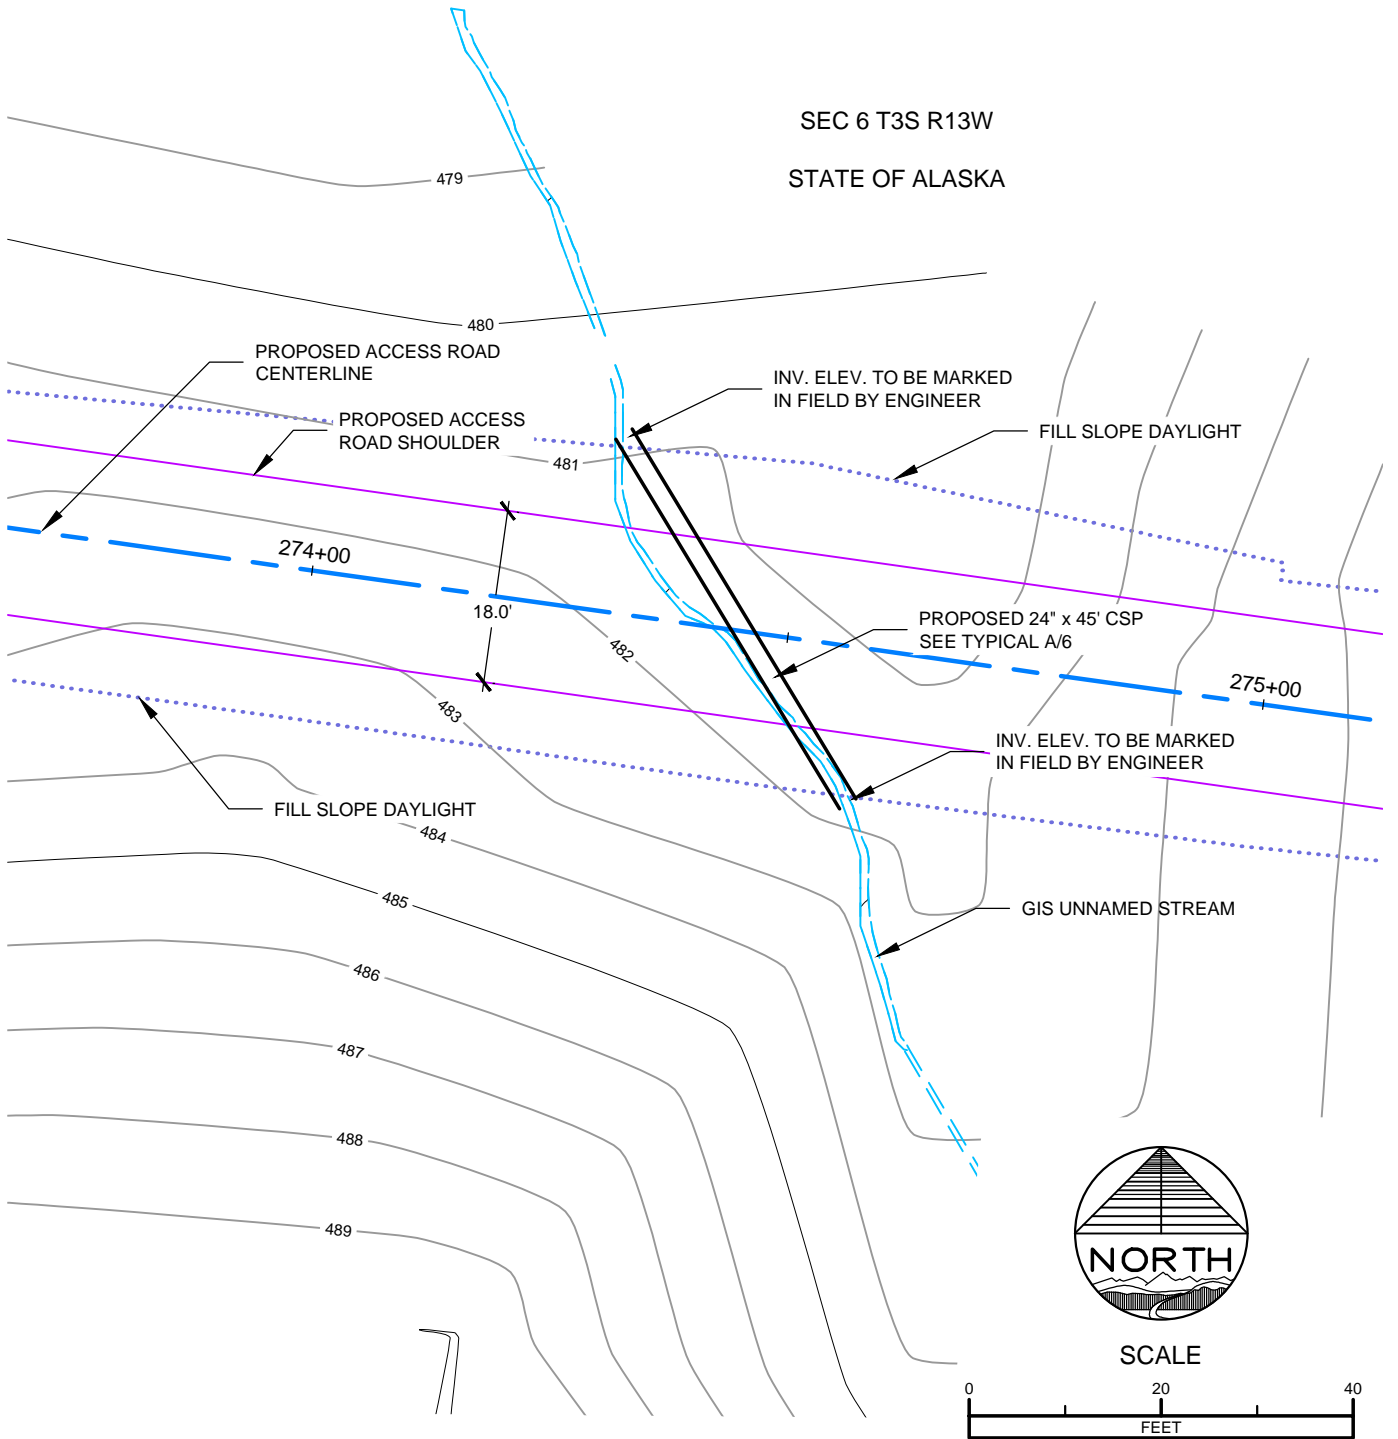 SEC 6 T3S R13W
STATE OF ALASKA
479
480
PROPOSED ACCESS ROAD
CENTERLINE
INV. ELEV. TO BE MARKED
IN FIELD BY ENGINEER
PROPOSED ACCESS
ROAD SHOULDER
FILL SLOPE DAYLIGHT
481
274+00
18.0'
PROPOSED 24" x 45' CSP
SEE TYPICAL A/6
482
275+00
483
INV. ELEV. TO BE MARKED
IN FIELD BY ENGINEER
FILL SLOPE DAYLIGHT
484
485
GIS UNNAMED STREAM
486
487
488
489
NORTH
SCALE
0 20 40
FEET